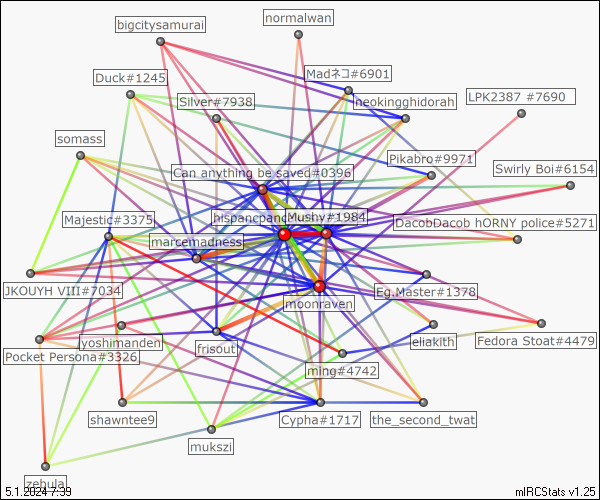 bigcitysamurai
normalwan
Duck#1245
Madネコ#6901
Silver#7938
neokingghidorah
LPK2387 #7690
somass
Pikabro#9971
Swirly Boi#6154
Can anything be saved#0396
Majestic#3375
hispancpanc
Mushy#1984
DacobDacob hORNY police#5271
marcemadness
JKOUYH VIII#7034
moonraven
Eg.Master#1378
yoshimanden
Pocket Persona#3326
frisout
eliakith
Fedora Stoat#4479
ming#4742
shawntee9
Cypha#1717
the_second_twat
mukszi
zehula
5.1.2024 7:39
mIRCStats v1.25